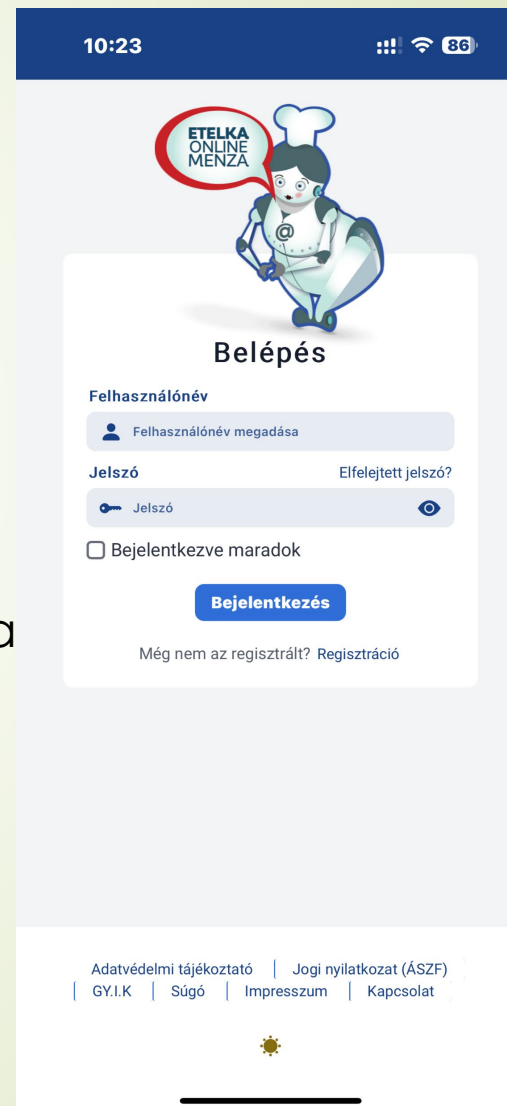 10:23
86
ETELKA
ONLINE
MENZA
@
Belépés
Felhasználónév
Felhasználónév megadása
Jelszó Elfelejtett jelszó?
Jelszó
Bejelentkezve maradok
Bejelentkezés
a
Még nem az regisztrált? Regisztráció
Adatvédelmi tájékoztató | Jogi nyilatkozat (ÁSZF)
| GY.I.K | Súgó | Impresszum | Kapcsolat